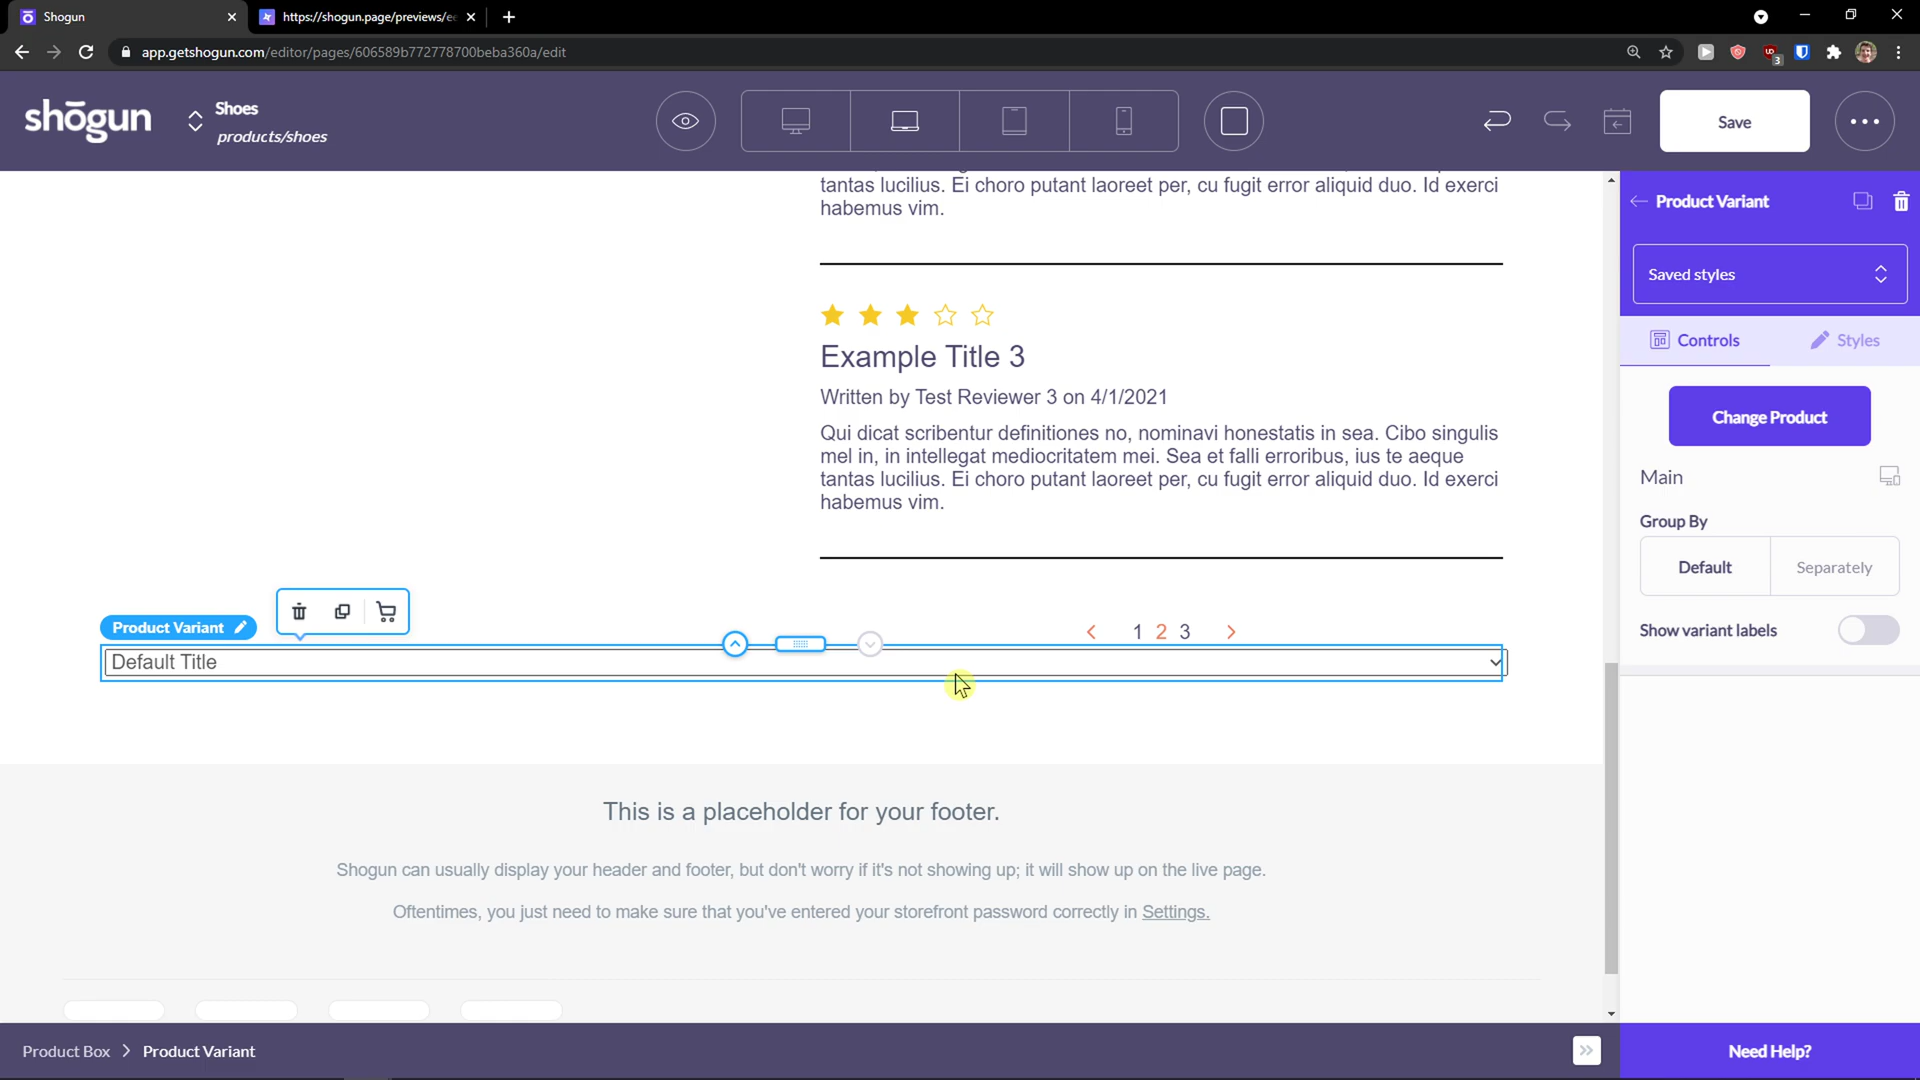 Shogun
https://shogun.page/previews/e
app.getshogun.com/editor/pages/606589b772778700beba360a/edit
3
shōgun
Shoes
products/shoes
Save
tantas lucilius. Ei choro putant laoreet per, cu fugit error aliquid duo. Id exerci
habemus vim.
Example Title 3
Written by Test Reviewer 3 on 4/1/2021
Qui dicat scribentur definitiones no, nominavi honestatis in sea. Cibo singulis
mel in, in intellegat mediocritatem mei. Sea et falli erroribus, ius te aeque
tantas lucilius. Ei choro putant laoreet per, cu fugit error aliquid duo. Id exerci
habemus vim.
1 2 3
Product Variant
Default Title
This is a placeholder for your footer.
Shogun can usually display your header and footer, but don't worry if it's not showing up; it will show up on the live page.
Oftentimes, you just need to make sure that you've entered your storefront password correctly in Settings.
Product Variant
Saved styles
Controls
Styles
Change Product
Main
Group By
Default
Separately
Show variant labels
Product Box > Product Variant
Need Help?